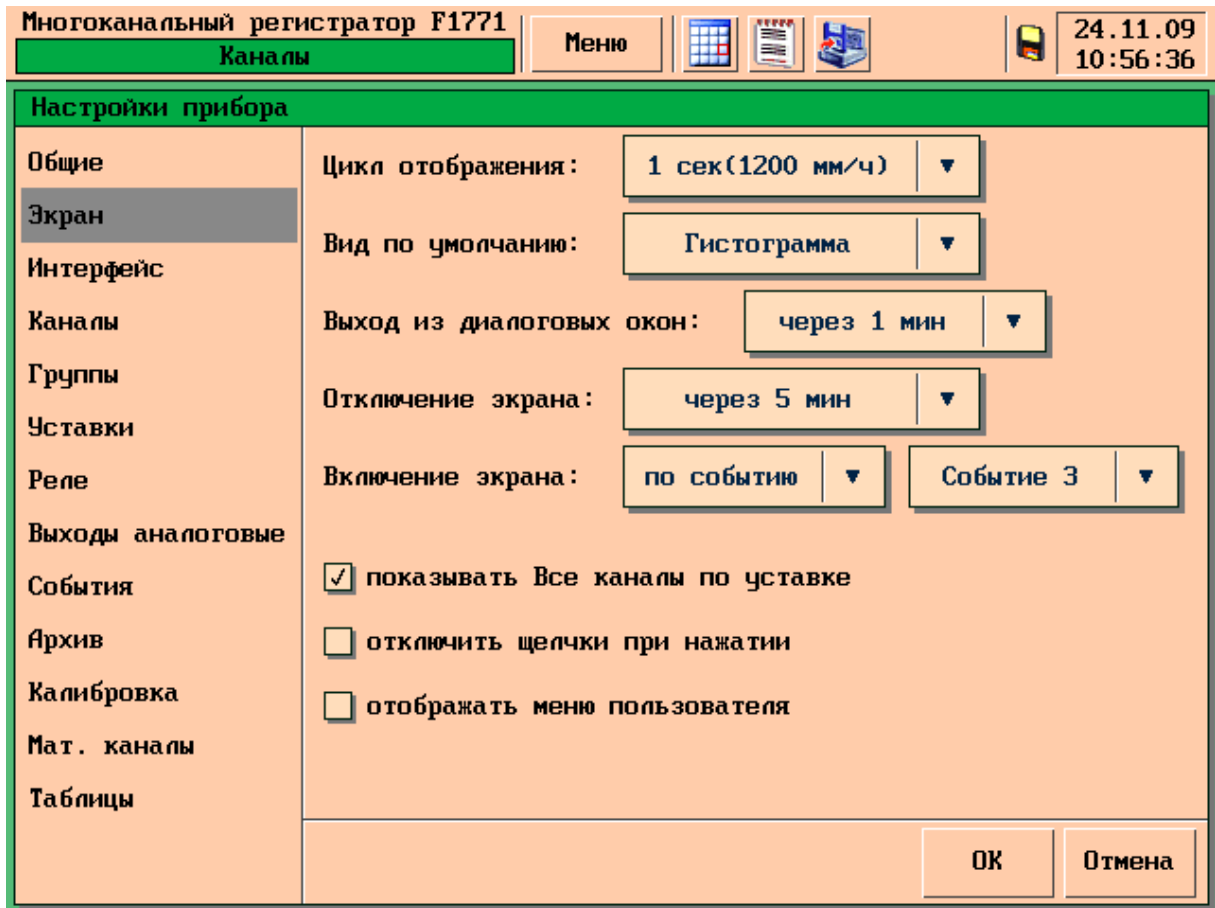 Многоканальный регистратор F1771
Каналы
Меню
24.11.09
10:56:36
Настройки прибора
Общие
Экран
Интерфейс
Каналы
Группы
Уставки
Реле
Выходы аналоговые
События
Архив
Калибровка
Мат. каналы
Таблицы
Цикл отображения: 1 сек(1200 мм/ч)
Вид по умолчанию: Гистограмма
Выход из диалоговых окон: через 1 мин
Отключение экрана: через 5 мин
Включение экрана: по событию Событие 3
показывать Все каналы по уставке
отключить щелчки при нажатии
отображать меню пользователя
ОК Отмена